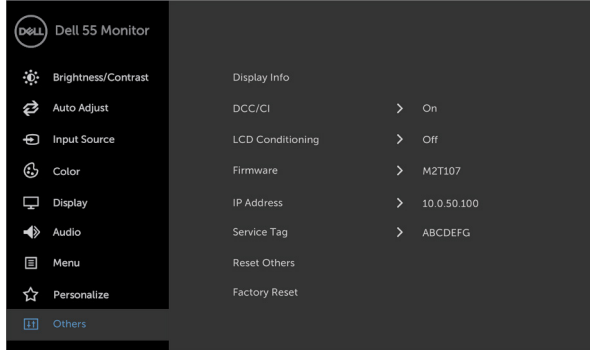 DELL Dell 55 Monitor
Brightness/Contrast
Auto Adjust
Input Source
Color
Display
Audio
Menu
Personalize
Others
Display Info
DCC/CI > On
LCD Conditioning > Off
Firmware > M2T107
IP Address > 10.0.50.100
Service Tag > ABCDEFG
Reset Others
Factory Reset